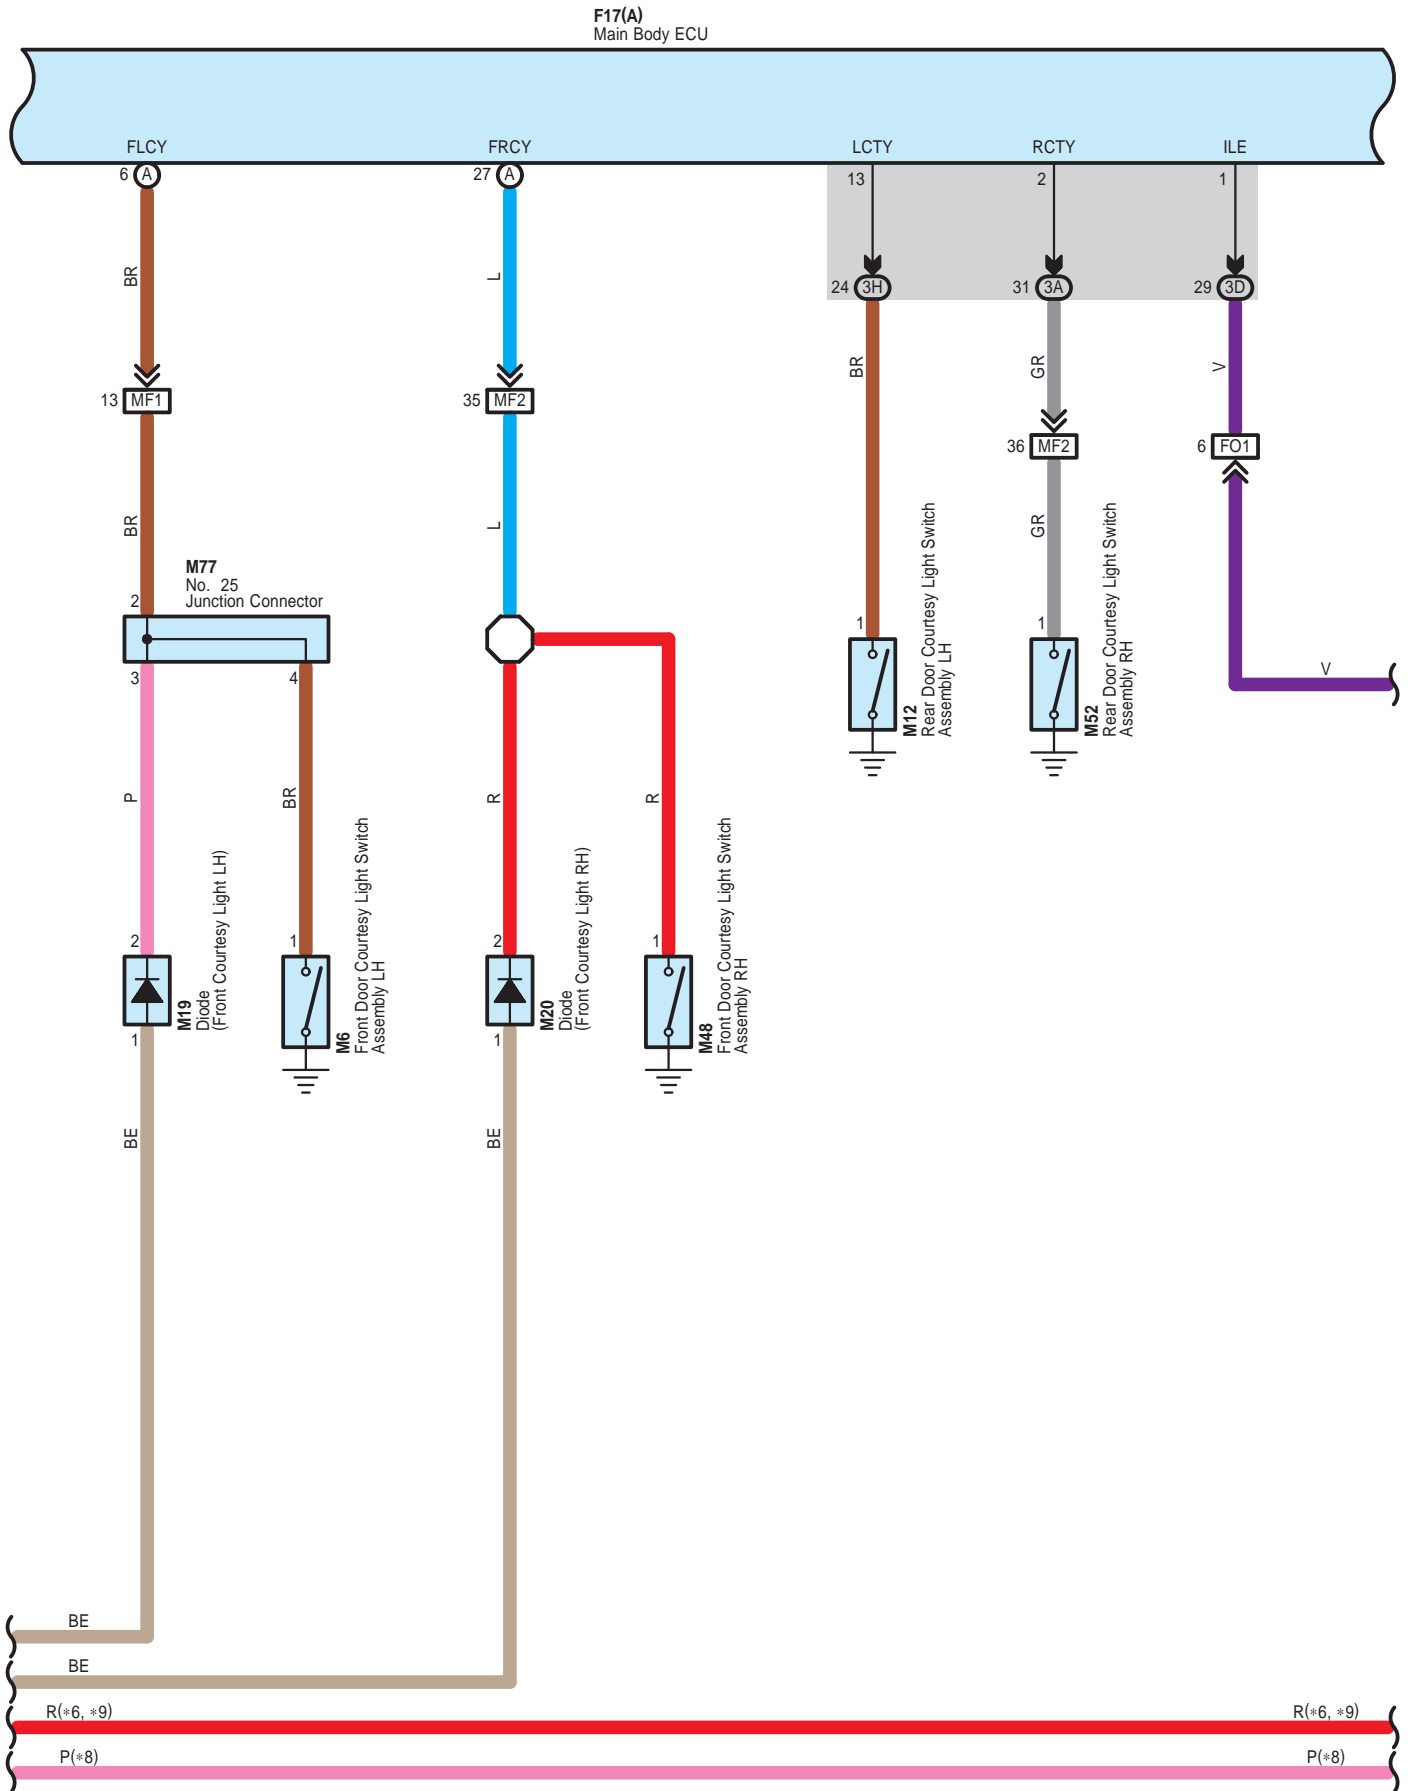 F17(A)
Main Body ECU
FLCY
FRCY
LCTY
RCTY
ILE
6 A
27 A
13
2
1
24 3H
31 3A
29 3D
BR
L
BR
GR
V
13 MF1
35 MF2
36 MF2
6 FO1
BR
L
GR
M77
No. 25
Junction Connector
2
3
4
1
M12
Rear Door Courtesy Light Switch
Assembly LH
1
M52
Rear Door Courtesy Light Switch
Assembly RH
V
P
BR
R
R
2
M19
Diode
(Front Courtesy Light LH)
1
1
M6
Front Door Courtesy Light Switch
Assembly LH
2
M20
Diode
(Front Courtesy Light RH)
1
1
M48
Front Door Courtesy Light Switch
Assembly RH
BE
BE
BE
BE
R(*6, *9)
R(*6, *9)
P(*8)
P(*8)